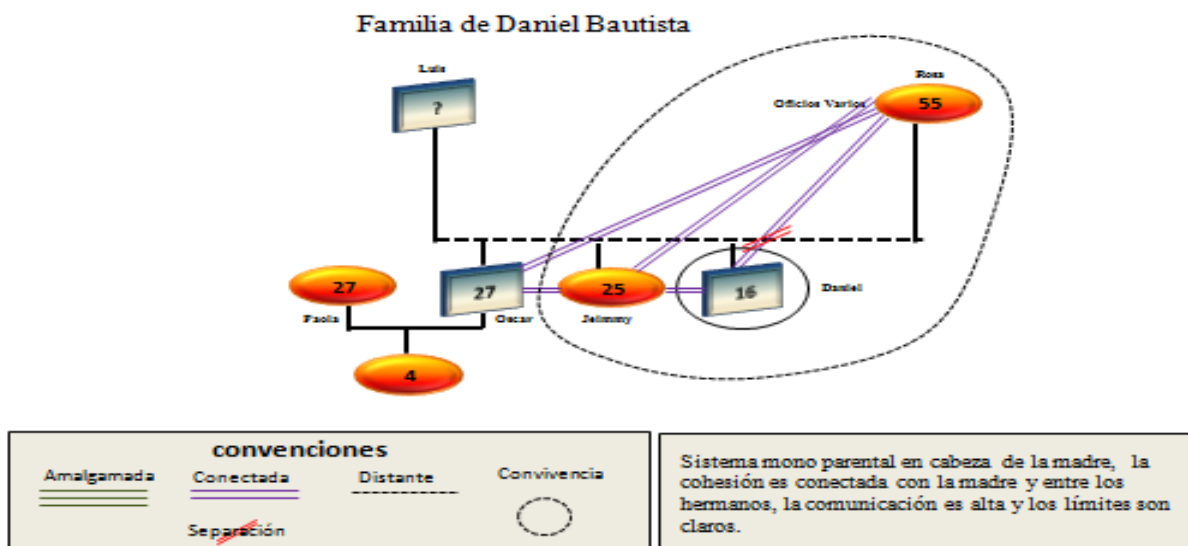 Familia de Daniel Bautista
Luis
Rosa
?
Oficios Varios
55
27
27
25
16
Daniel
Paola
Oscar
Jeimmy
4
convenciones
Amalgamada
Conectada
Distante
Convivencia
Separación
Sistema mono parental en cabeza de la madre, la
cohesión es conectada con la madre y entre los
hermanos, la comunicación es alta y los límites son
claros.